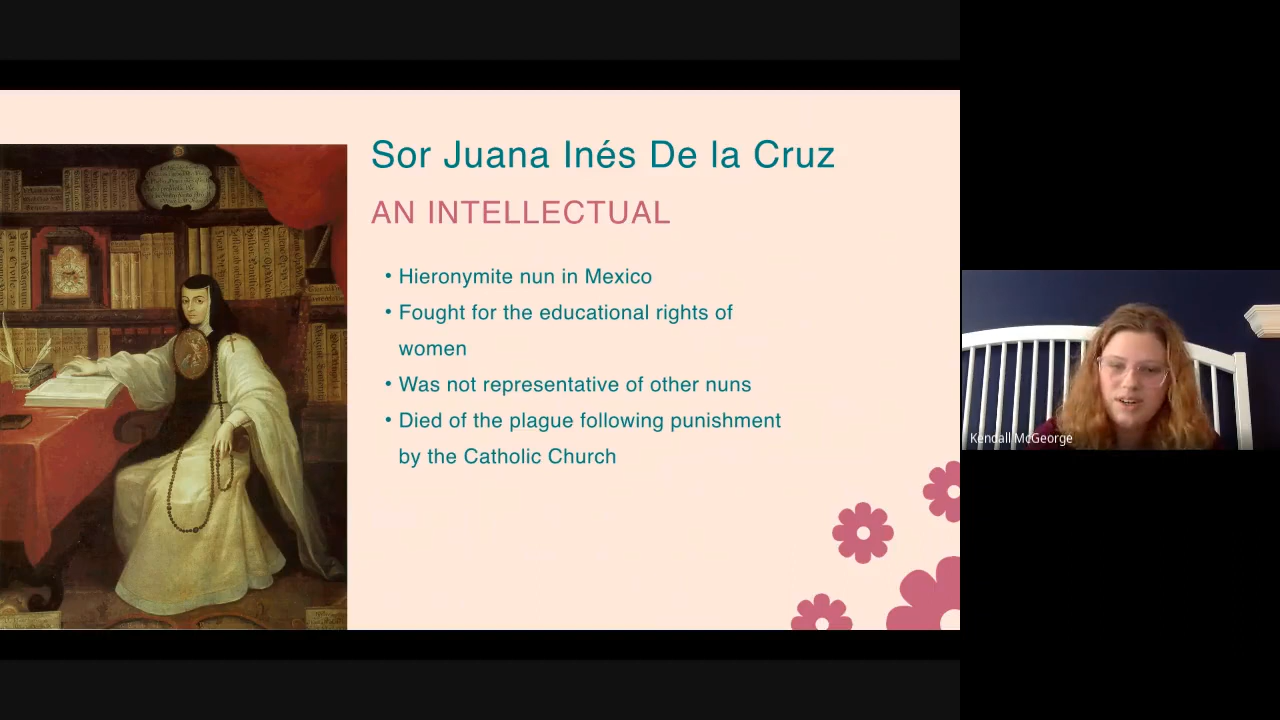 Sor Juana Inés De la Cruz
AN INTELLECTUAL
• Hieronymite nun in Mexico
• Fought for the educational rights of
women
• Was not representative of other nuns
• Died of the plague following punishment
by the Catholic Church
Kendall McGeorge